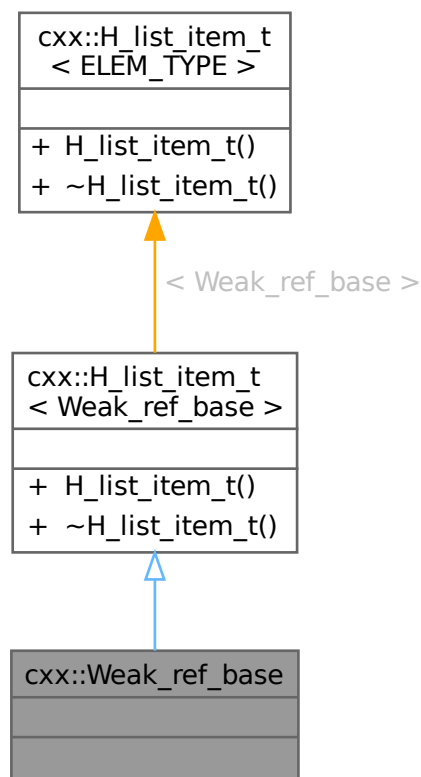 cxx::H_list_item_t
< ELEM_TYPE >
+ H_list_item_t()
+ ~H_list_item_t()
< Weak_ref_base >
cxx::H_list_item_t
< Weak_ref_base >
+ H_list_item_t()
+ ~H_list_item_t()
cxx::Weak_ref_base